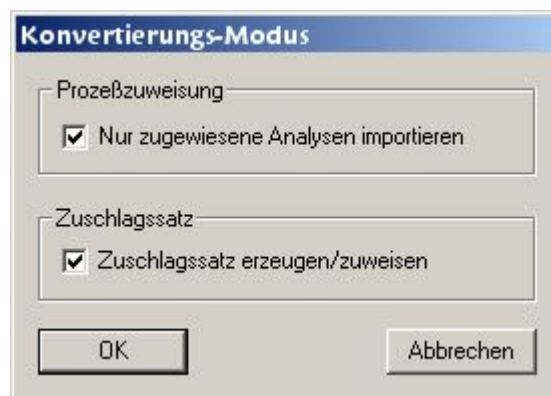 Konvertierungs-Modus
Prozeßzuweisung
Nur zugewiesene Analysen importieren
Zuschlagssatz
Zuschlagssatz erzeugen/zuweisen
OK Abbrechen